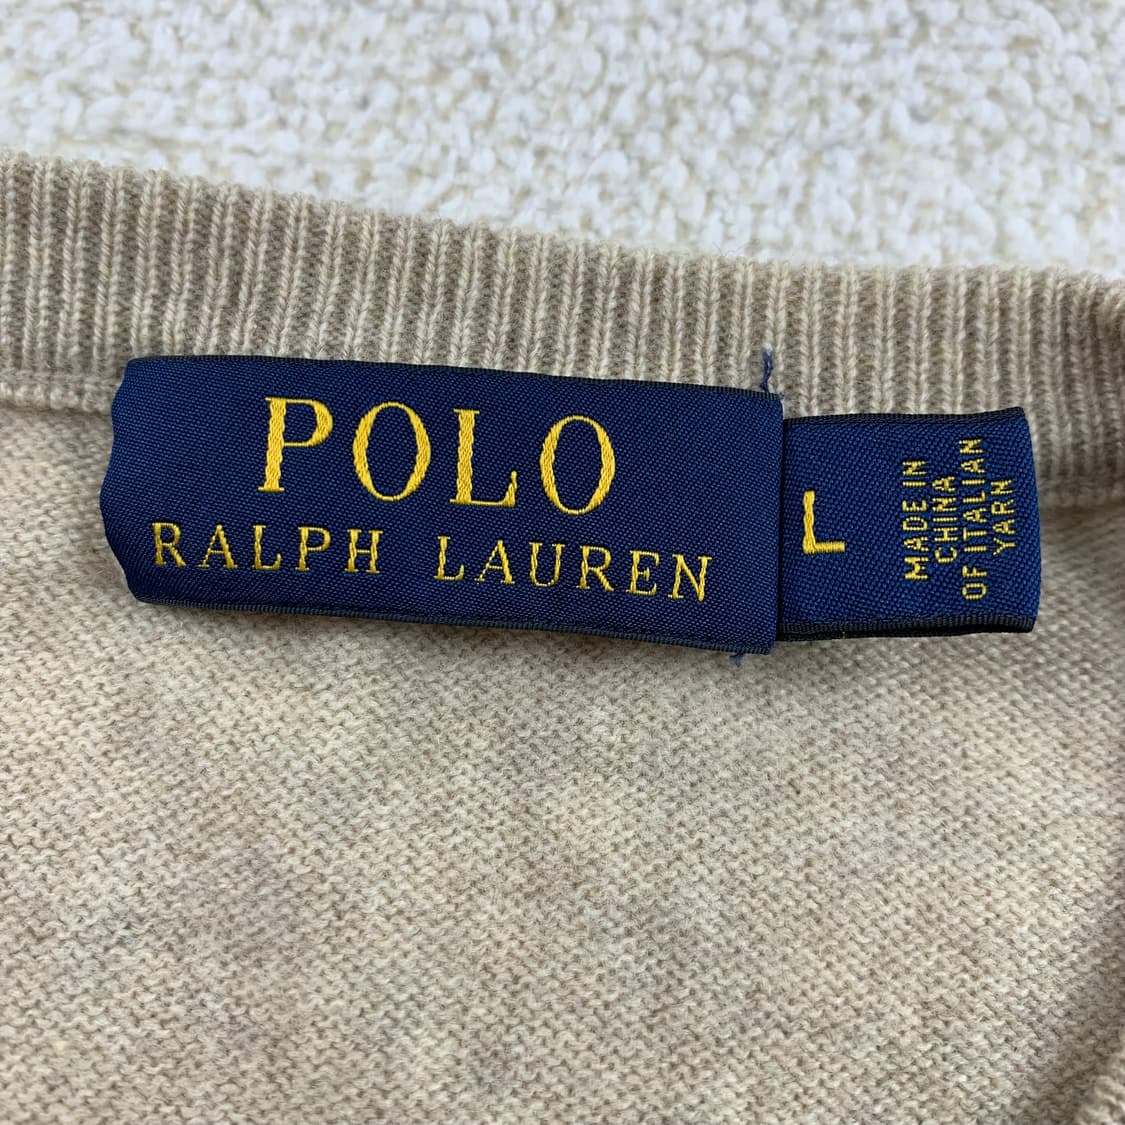 POLO
RALPH LAUREN
L
MADE IN
CHINA
OF ITALIAN
YARN